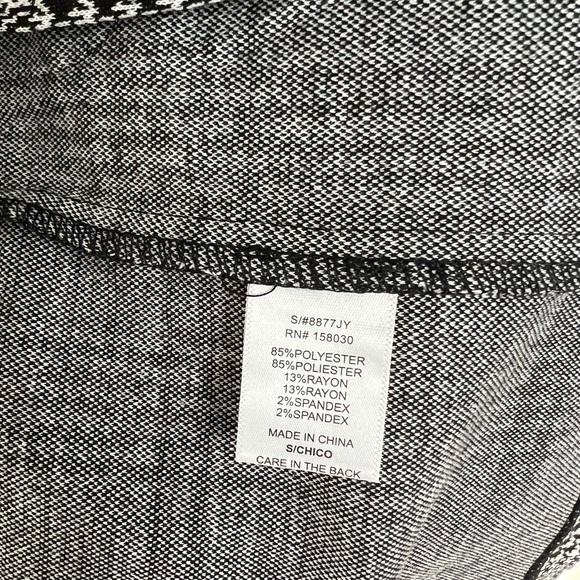 S/#8877JY
RN# 158030
85%POLYESTER
85%POLIESTER
13%RAYON
13%RAYON
2%SPANDEX
2%SPANDEX
MADE IN CHINA
S/CHICO
CARE IN THE BACK